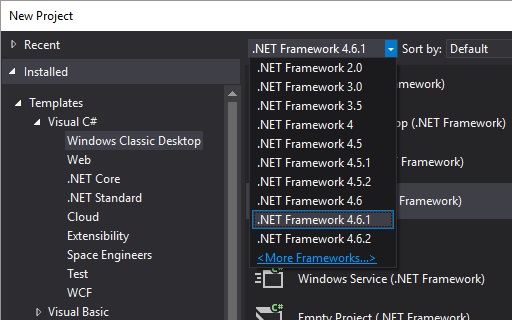 New Project
Recent
.NET Framework 4.6.1
Sort by:
Default
Installed
.NET Framework 2.0
.NET Framework 3.0
.NET Framework 3.5
.NET Framework 4
.NET Framework 4.5
.NET Framework 4.5.1
.NET Framework 4.5.2
.NET Framework 4.6
.NET Framework 4.6.1
.NET Framework 4.6.2
<More Frameworks...>
Framework)
(.NET Framework)
Framework)
Framework)
Templates
Visual C#
Windows Classic Desktop
Web
.NET Core
.NET Standard
Cloud
Extensibility
Space Engineers
Test
WCF
Visual Basic
C#
Windows Service (.NET Framework)
C#
Empty Project (.NET Framework)